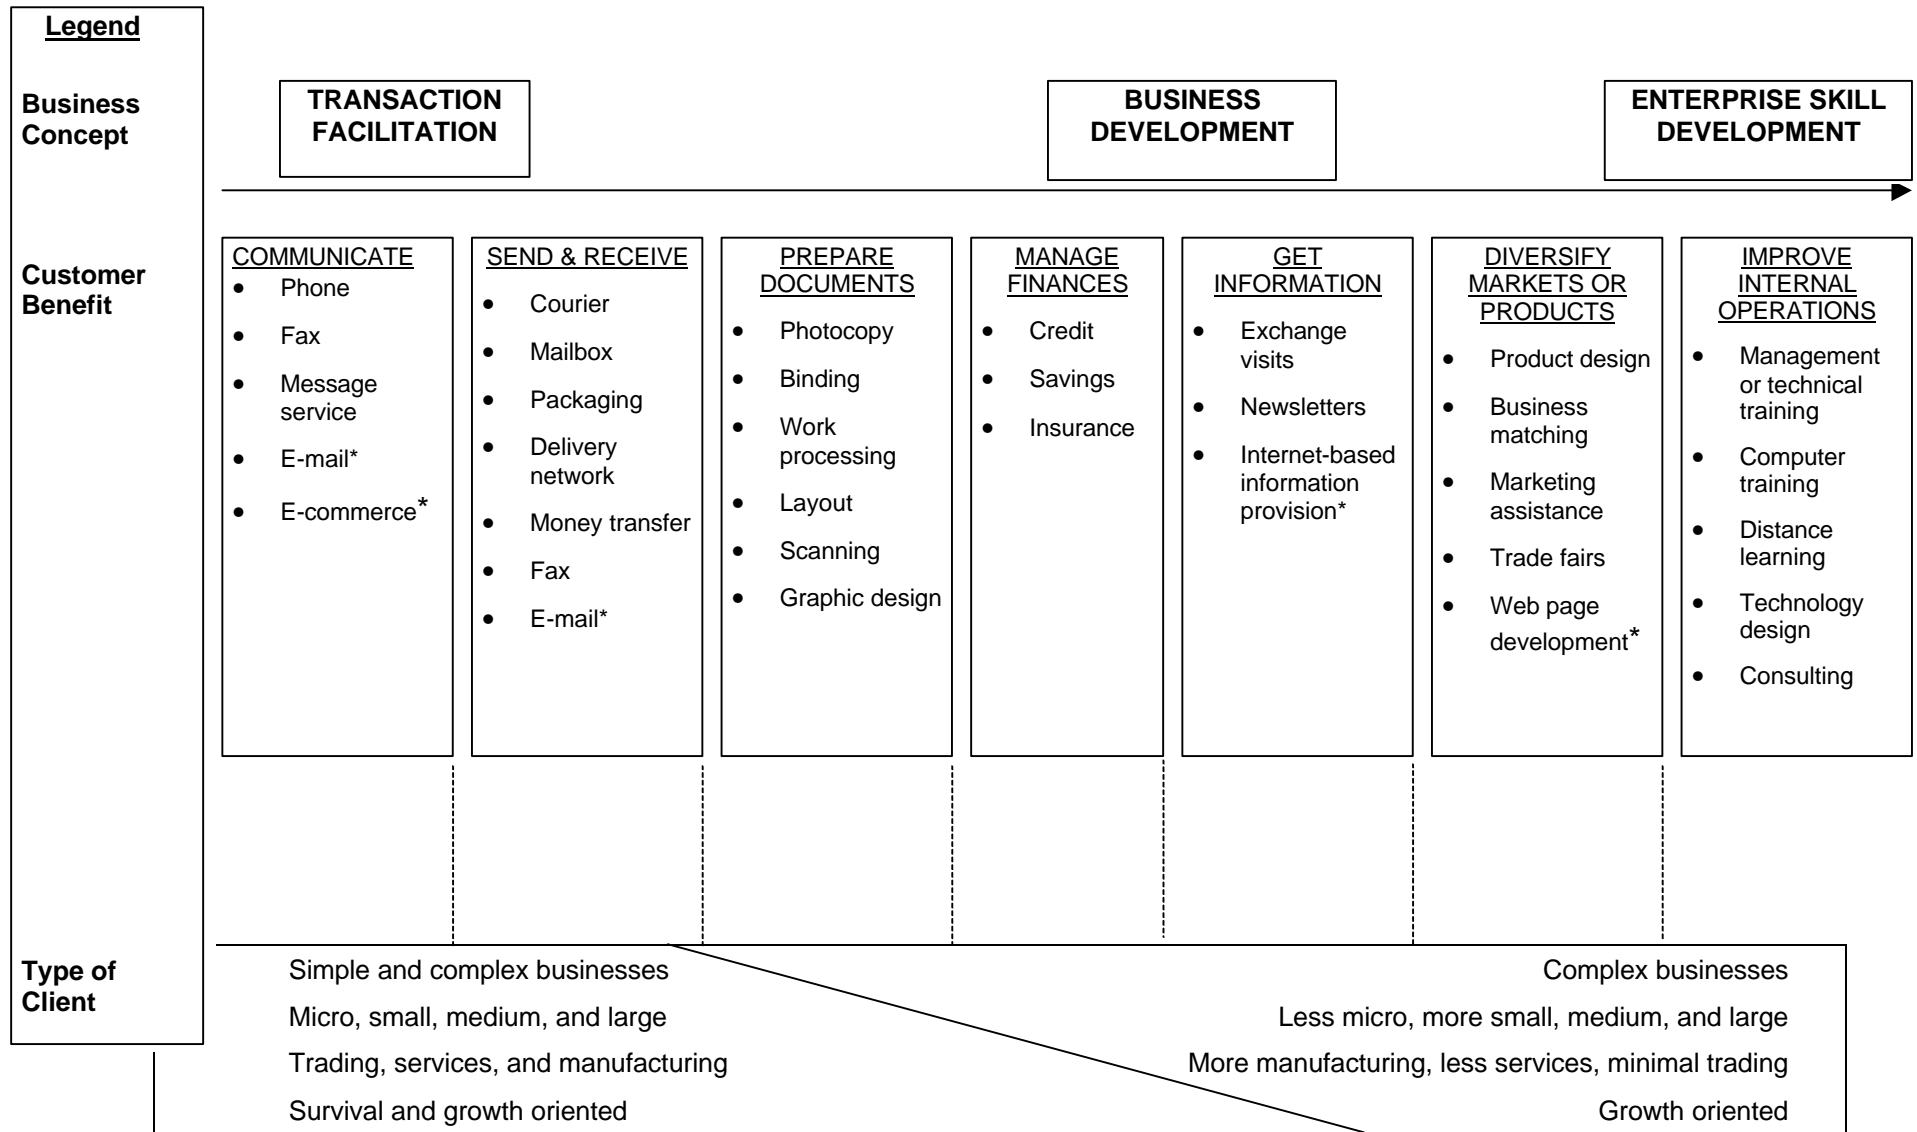 Legend
Business
Concept
TRANSACTION
FACILITATION
BUSINESS
DEVELOPMENT
ENTERPRISE SKILL
DEVELOPMENT
Customer
Benefit
COMMUNICATE
• Phone
• Fax
• Message
service
• E-mail*
• E-commerce*
SEND & RECEIVE
• Courier
• Mailbox
• Packaging
• Delivery
network
• Money transfer
• Fax
• E-mail*
PREPARE
DOCUMENTS
• Photocopy
• Binding
• Work
processing
• Layout
• Scanning
• Graphic design
MANAGE
FINANCES
• Credit
• Savings
• Insurance
GET
INFORMATION
• Exchange
visits
• Newsletters
• Internet-based
information
provision*
DIVERSIFY
MARKETS OR
PRODUCTS
• Product design
• Business
matching
• Marketing
assistance
• Trade fairs
• Web page
development*
IMPROVE
INTERNAL
OPERATIONS
• Management
or technical
training
• Computer
training
• Distance
learning
• Technology
design
• Consulting
Type of
Client
Simple and complex businesses
Micro, small, medium, and large
Trading, services, and manufacturing
Survival and growth oriented
Complex businesses
Less micro, more small, medium, and large
More manufacturing, less services, minimal trading
Growth oriented